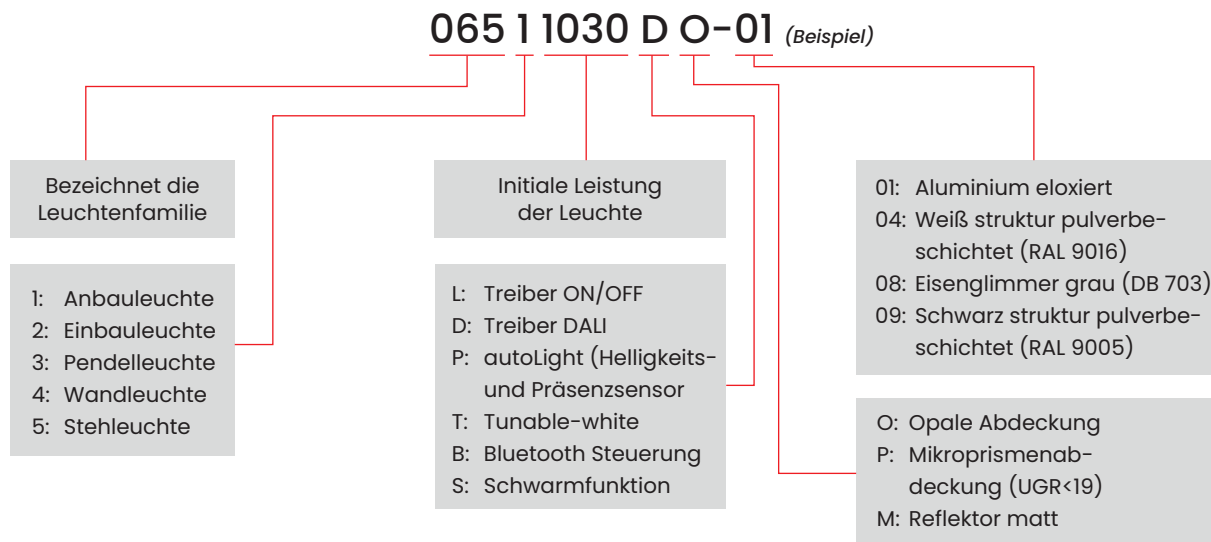 065 1 1030 D O-01 (Beispiel)
Bezeichnet die
Leuchtenfamilie
1: Anbauleuchte
2: Einbauleuchte
3: Pendelleuchte
4: Wandleuchte
5: Stehleuchte
Initiale Leistung
der Leuchte
L: Treiber ON/OFF
D: Treiber DALI
P: autoLight (Helligkeits-
und Präsenzsensor
T: Tunable-white
B: Bluetooth Steuerung
S: Schwarmfunktion
01: Aluminium eloxiert
04: Weiß struktur pulverbe-
schichtet (RAL 9016)
08: Eisenglimmer grau (DB 703)
09: Schwarz struktur pulverbe-
schichtet (RAL 9005)
O: Opale Abdeckung
P: Mikroprismenab-
deckung (UGR<19)
M: Reflektor matt